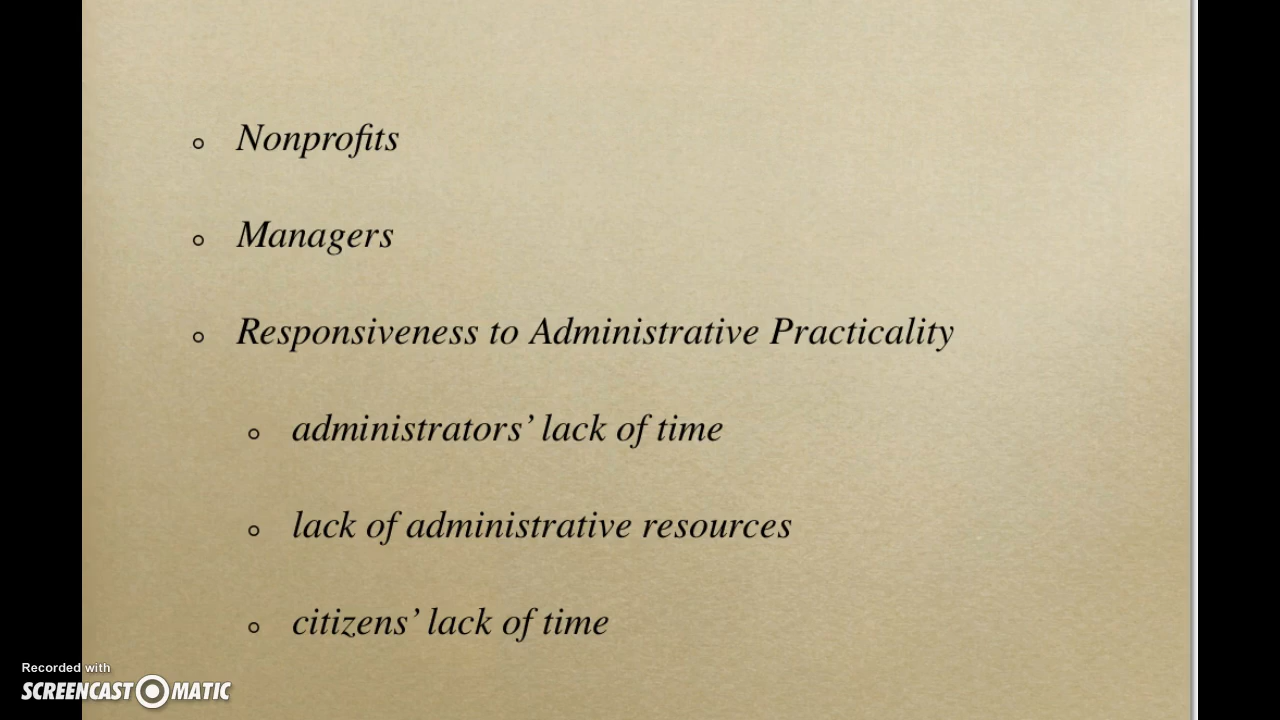 Nonprofits
Managers
Responsiveness to Administrative Practicality
administrators’ lack of time
lack of administrative resources
citizens’ lack of time
Recorded with
SCREENCAST MATIC